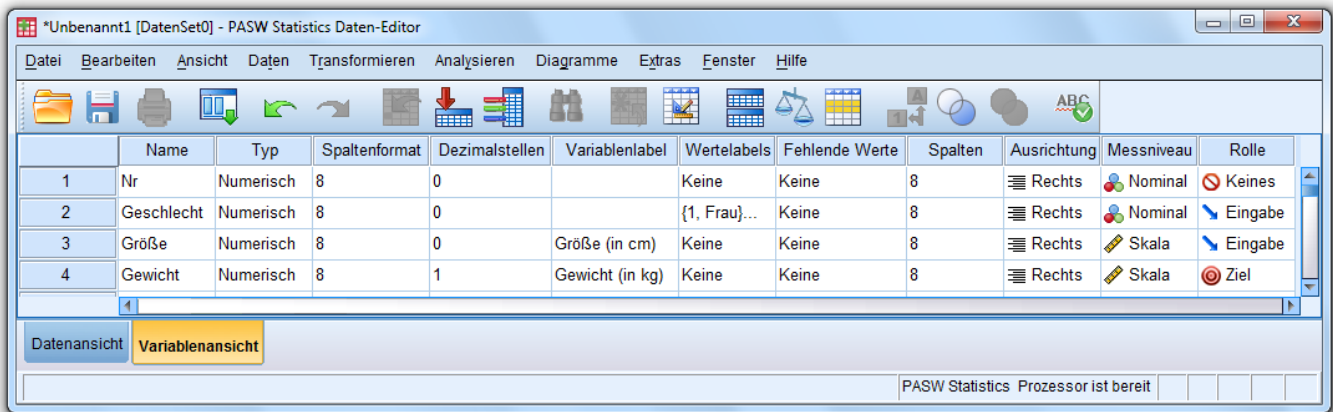 *Unbenannt1 [DatenSet0] - PASW Statistics Daten-Editor
Datei Bearbeiten Ansicht Daten Transformieren Analysieren Diagramme Extras Fenster Hilfe
A 1 ABC
Name Typ Spaltenformat Dezimalstellen Variablenlabel Wertelabels Fehlende Werte Spalten Ausrichtung Messniveau Rolle
1 Nr Numerisch 8 0 Keine Keine 8 Rechts Nominal Keines
2 Geschlecht Numerisch 8 0 {1, Frau}... Keine 8 Rechts Nominal Eingabe
3 Größe Numerisch 8 0 Größe (in cm) Keine Keine 8 Rechts Skala Eingabe
4 Gewicht Numerisch 8 1 Gewicht (in kg) Keine Keine 8 Rechts Skala Ziel
Datenansicht Variablenansicht
PASW Statistics Prozessor ist bereit